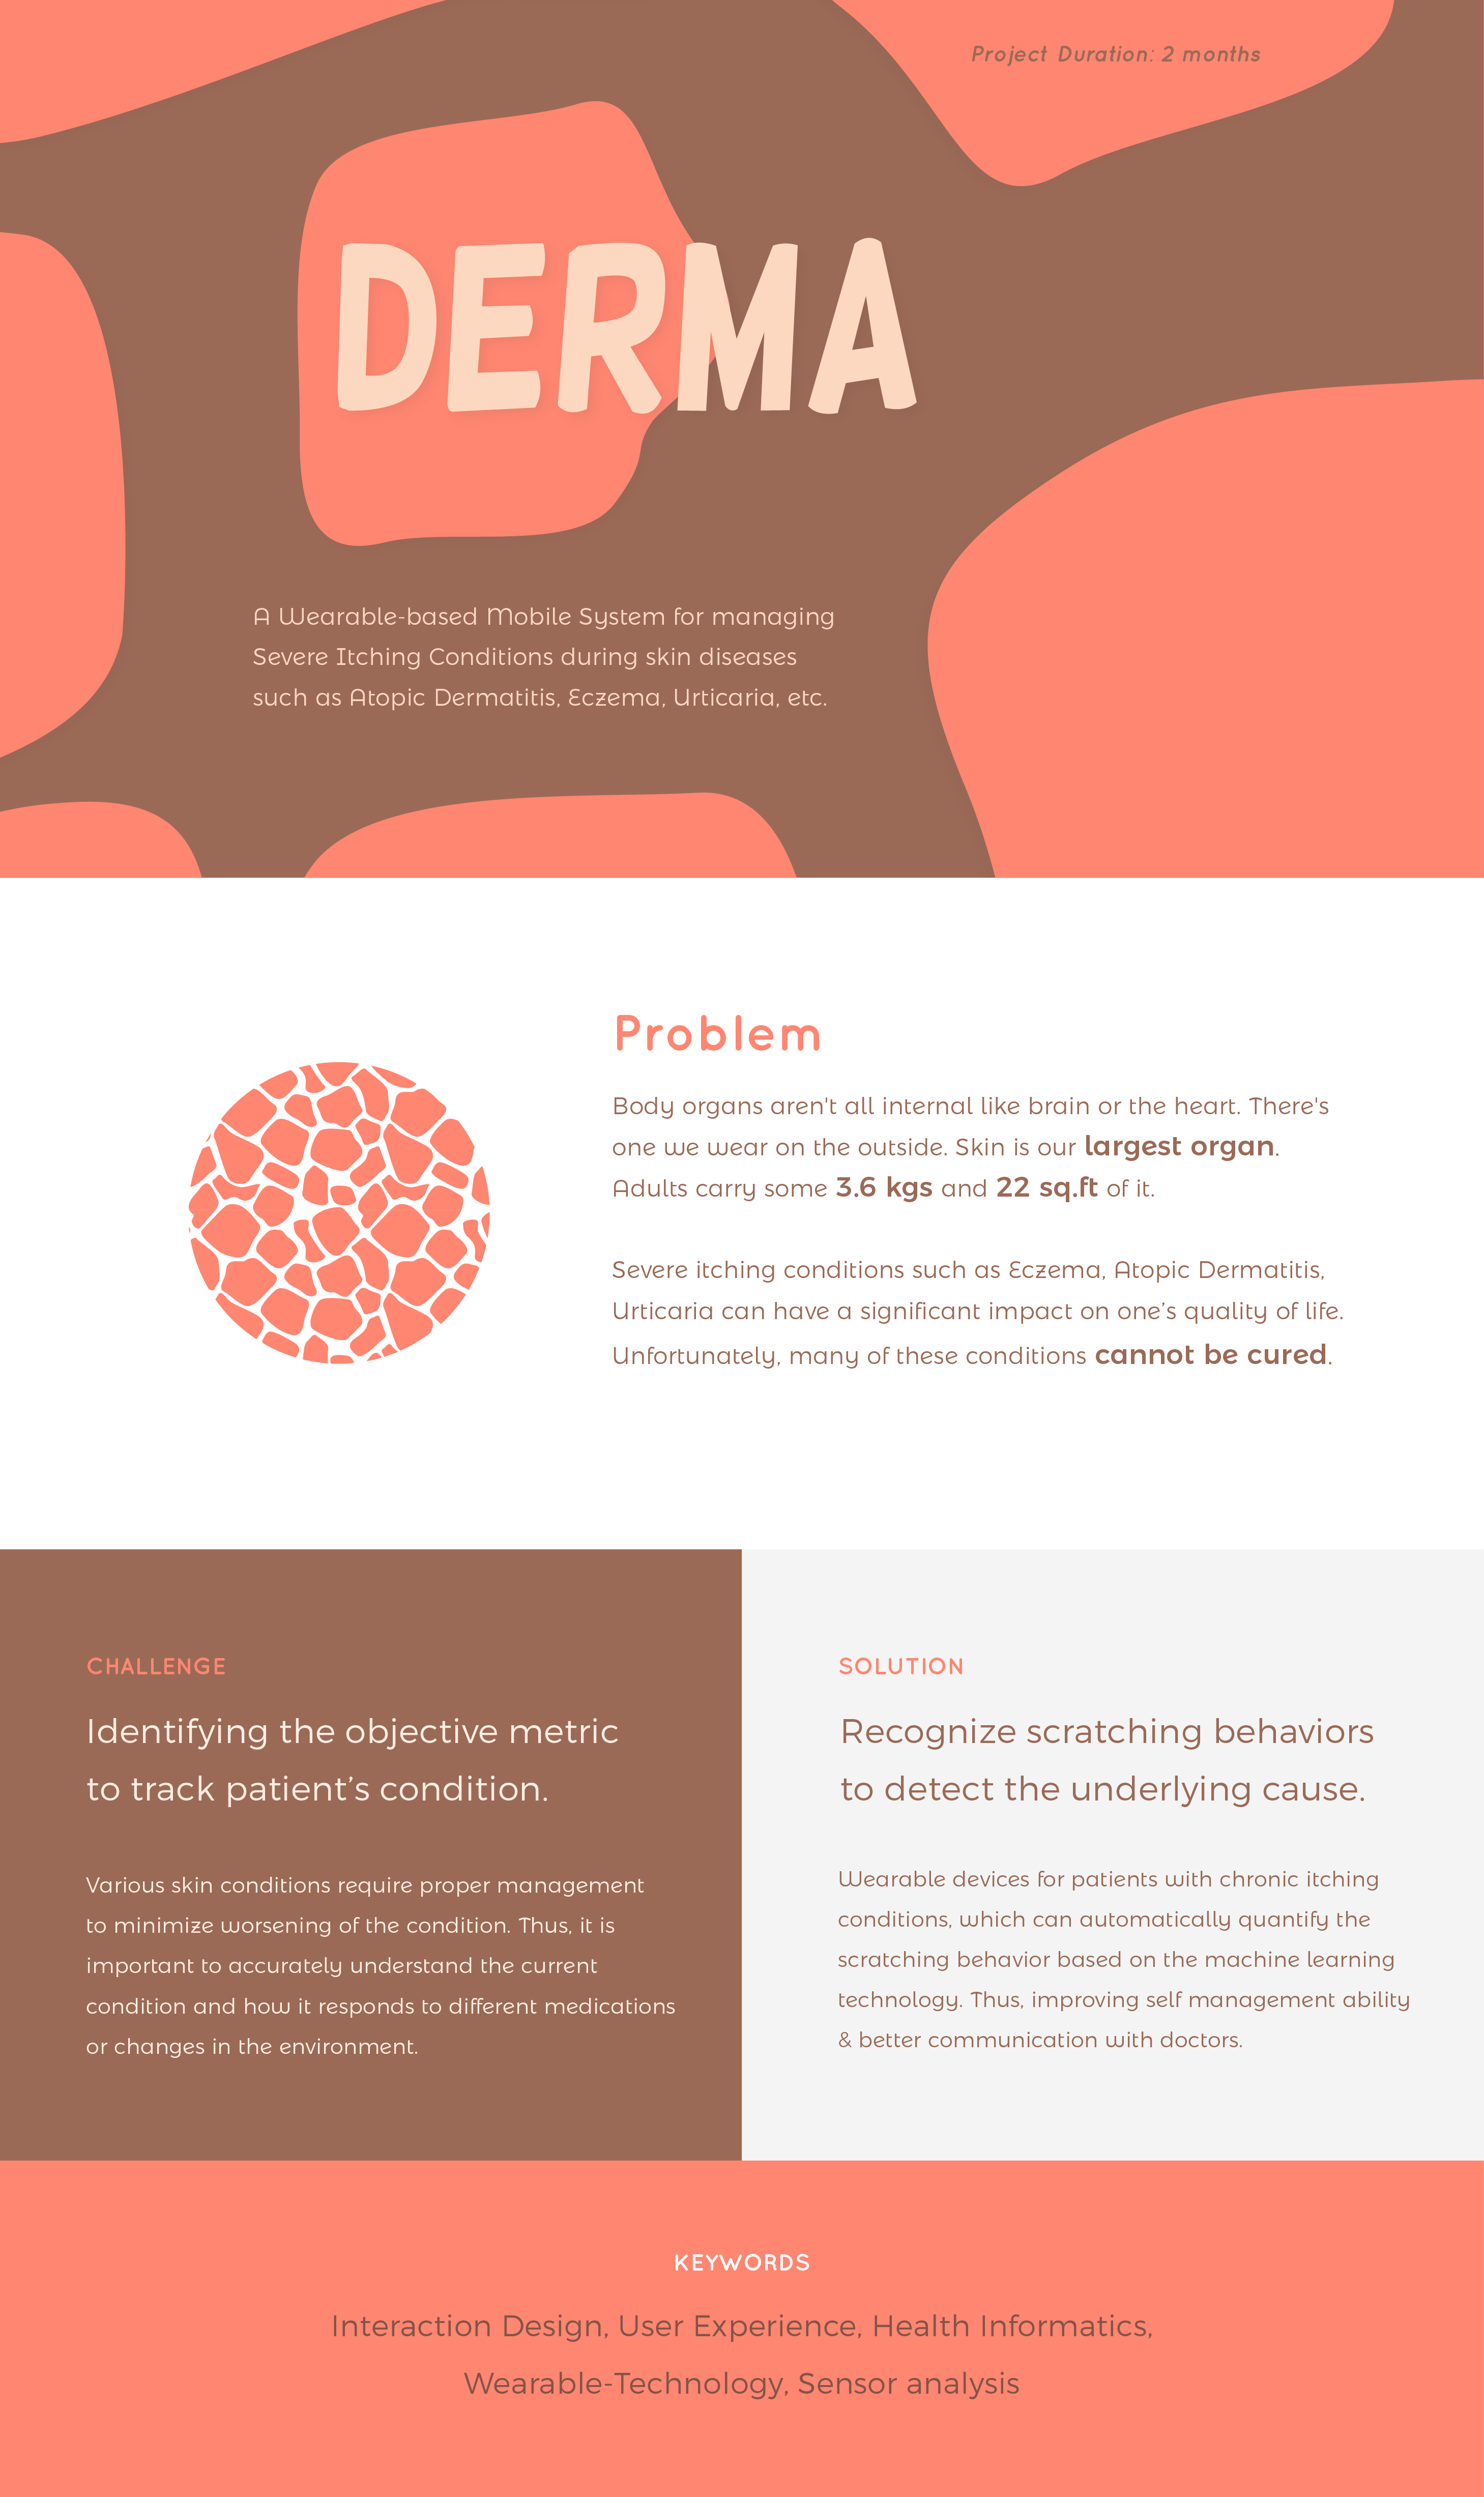 Project Duration: 2 months
DERMA
A Wearable-based Mobile System for managing
Severe Itching Conditions during skin diseases
such as Atopic Dermatitis, Eczema, Urticaria, etc.
Problem
Body organs aren't all internal like brain or the heart. There's
one we wear on the outside. Skin is our largest organ.
Adults carry some 3.6 kgs and 22 sq.ft of it.
Severe itching conditions such as Eczema, Atopic Dermatitis,
Urticaria can have a significant impact on one’s quality of life.
Unfortunately, many of these conditions cannot be cured.
CHALLENGE
Identifying the objective metric
to track patient’s condition.
Various skin conditions require proper management
to minimize worsening of the condition. Thus, it is
important to accurately understand the current
condition and how it responds to different medications
or changes in the environment.
SOLUTION
Recognize scratching behaviors
to detect the underlying cause.
Wearable devices for patients with chronic itching
conditions, which can automatically quantify the
scratching behavior based on the machine learning
technology. Thus, improving self management ability
& better communication with doctors.
KEYWORDS
Interaction Design, User Experience, Health Informatics,
Wearable-Technology, Sensor analysis